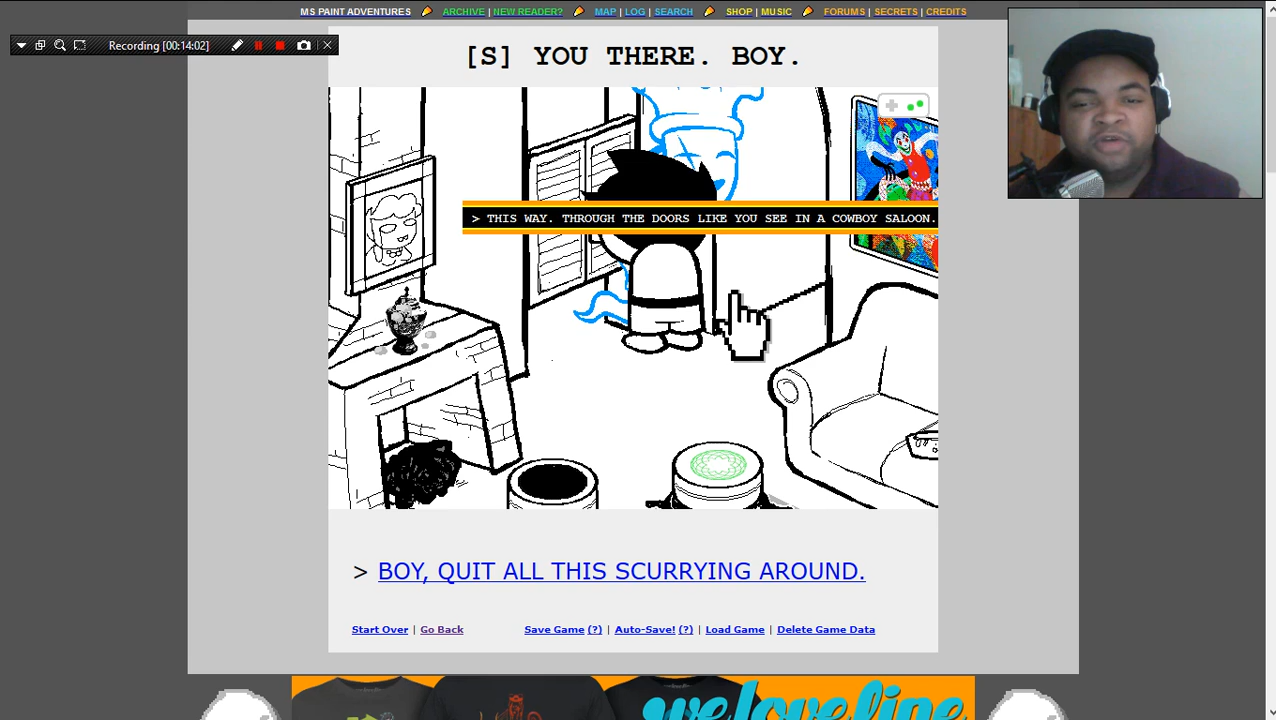 MS PAINT ADVENTURES ARCHIVE | NEW READER? MAP | LOG | SEARCH SHOP | MUSIC FORUMS | SECRETS | CREDITS
Recording [00:14:02]
[S] YOU THERE. BOY.
> THIS WAY. THROUGH THE DOORS LIKE YOU SEE IN A COWBOY SALOON.
> BOY, QUIT ALL THIS SCURRYING AROUND.
Start Over | Go Back Save Game (?) | Auto-Save! (?) | Load Game | Delete Game Data
welovefine